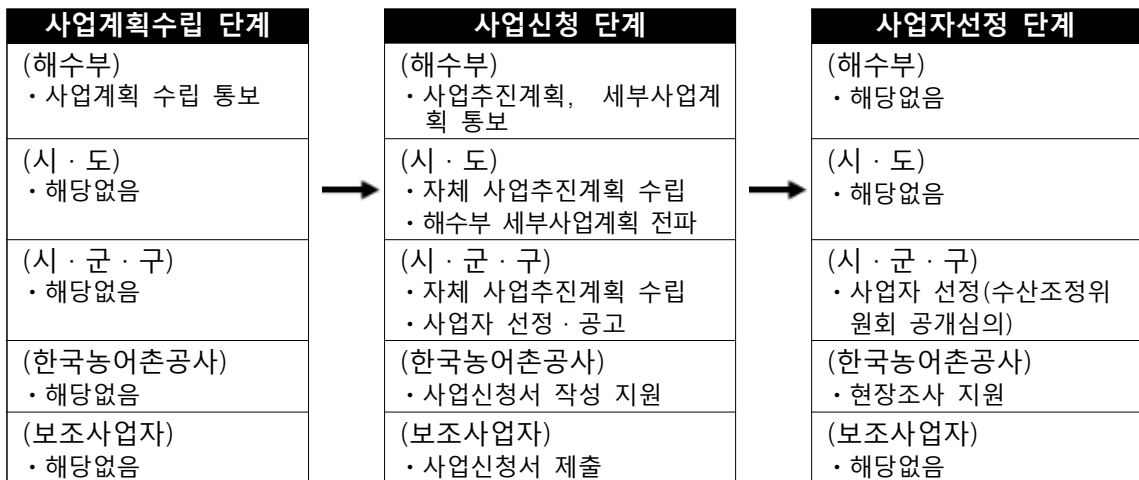 사업계획수립 단계
(해수부)
・사업계획 수립 통보
(시・도)
・해당없음
(시・군・구)
・해당없음
(한국농어촌공사)
・해당없음
(보조사업자)
・해당없음
사업신청 단계
(해수부)
・사업추진계획, 세부사업계
획 통보
(시・도)
・자체 사업추진계획 수립
・해수부 세부사업계획 전파
(시・군・구)
・자체 사업추진계획 수립
・사업자 선정・공고
(한국농어촌공사)
・사업신청서 작성 지원
(보조사업자)
・사업신청서 제출
사업자선정 단계
(해수부)
・해당없음
(시・도)
・해당없음
(시・군・구)
・사업자 선정(수산조정위
원회 공개심의)
(한국농어촌공사)
・현장조사 지원
(보조사업자)
・해당없음